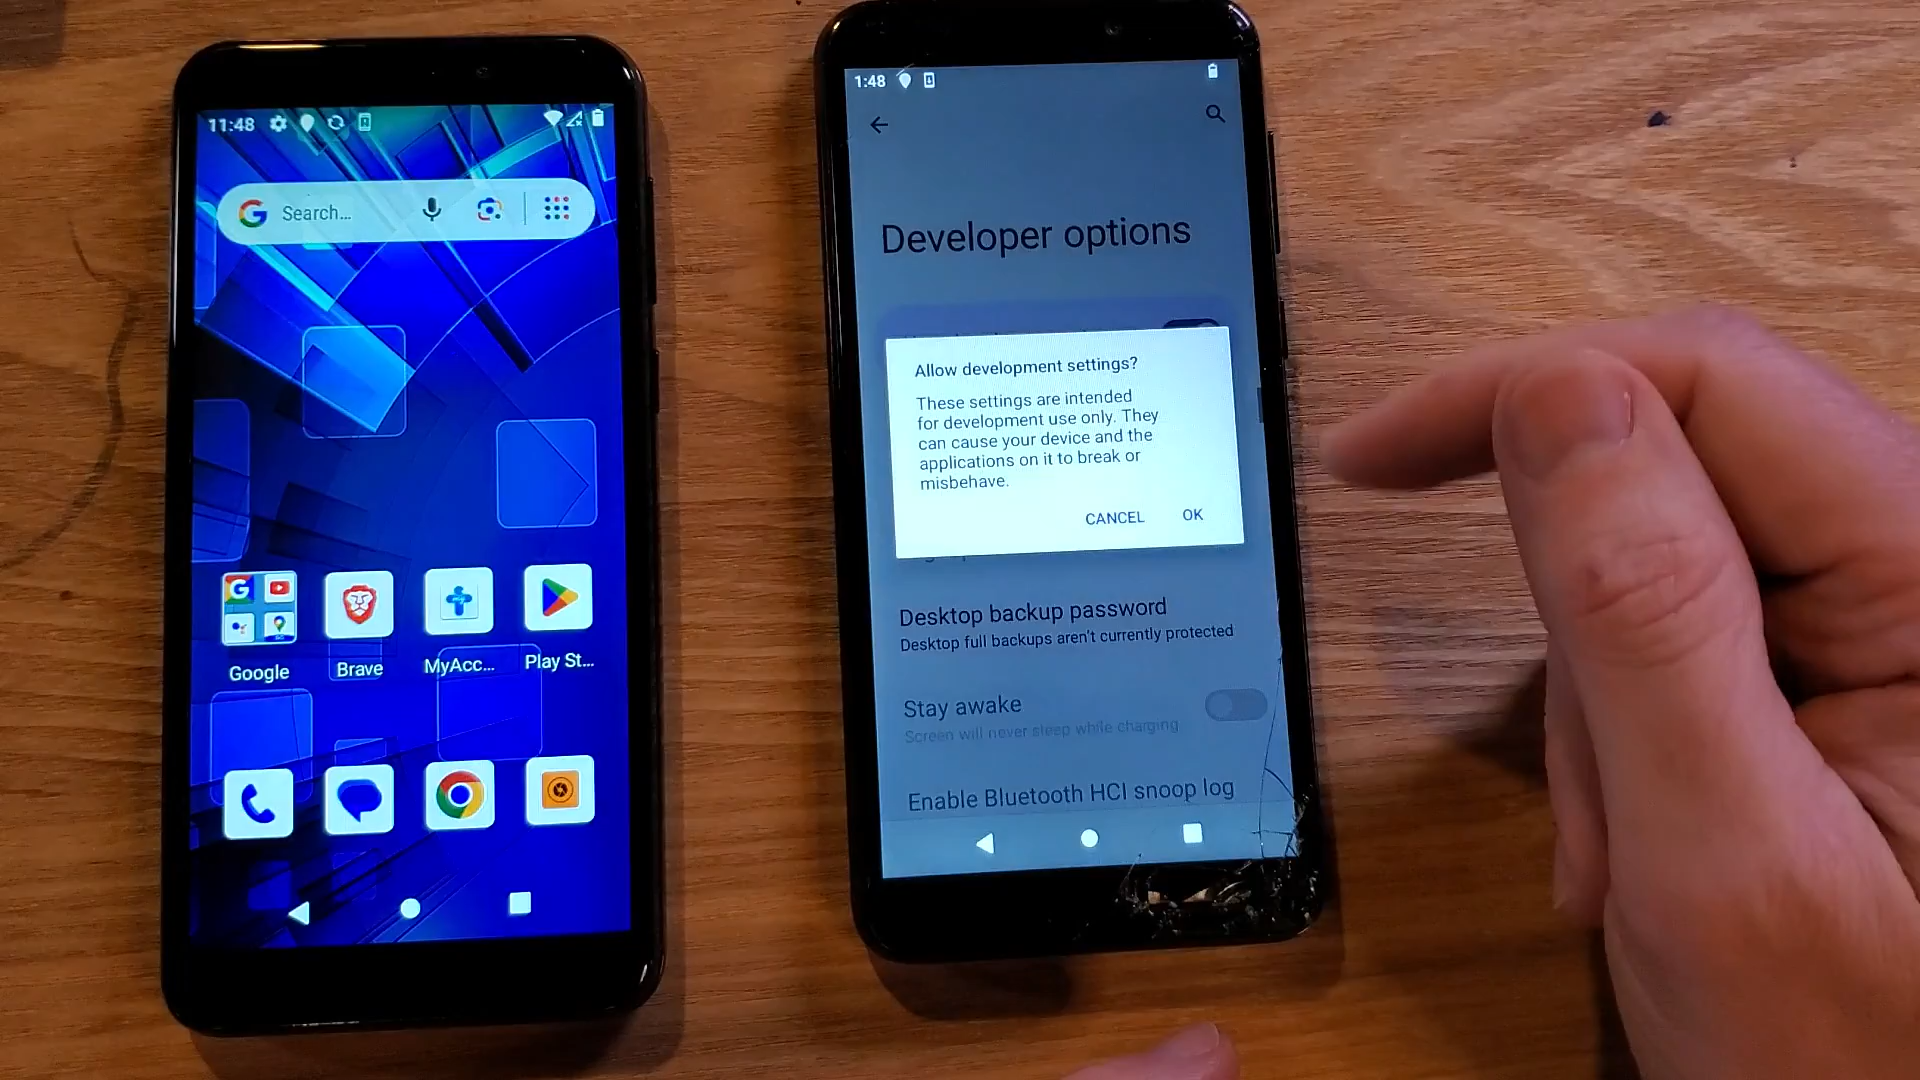 11:48
Search...
Google
Brave
MyAcc...
Play St...
1:48
Developer options
Allow development settings?
These settings are intended
for development use only. They
can cause your device and the
applications on it to break or
misbehave.
CANCEL
OK
Desktop backup password
Desktop full backups aren't currently protected
Stay awake
Screen will never sleep while charging
Enable Bluetooth HCI snoop log